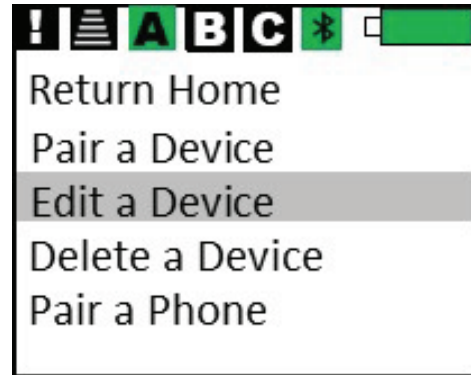 ! A B C
Return Home
Pair a Device
Edit a Device
Delete a Device
Pair a Phone